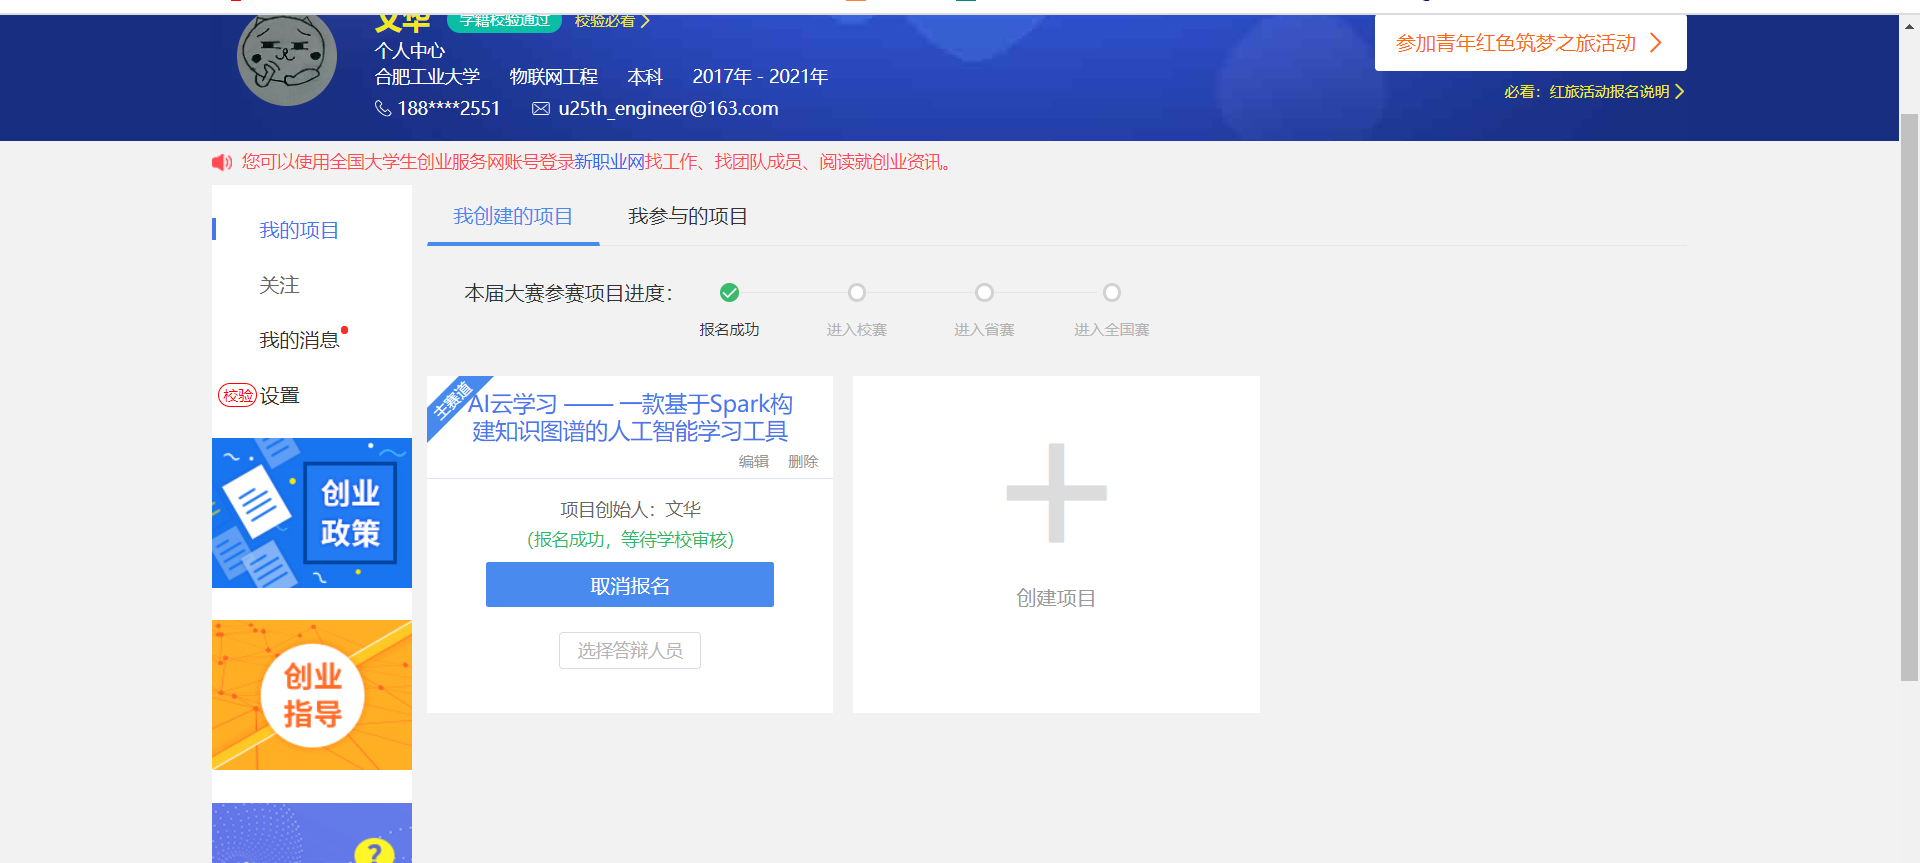 文华 学籍校验通过 校验必看
个人中心
合肥工业大学 物联网工程 本科 2017年 - 2021年
188****2551 u25th_engineer@163.com
参加青年红色筑梦之旅活动
必看：红旅活动报名说明
您可以使用全国大学生创业服务网账号登录新职业网找工作、找团队成员、阅读就创业资讯。
我的项目
关注
我的消息
校验 设置
创业
政策
创业
指导
?
我创建的项目 我参与的项目
本届大赛参赛项目进度：
报名成功 进入校赛 进入省赛 进入全国赛
主赛道
AI云学习 —— 一款基于Spark构
建知识图谱的人工智能学习工具
编辑 删除
项目创始人：文华
（报名成功，等待学校审核）
取消报名
选择答辩人员
创建项目